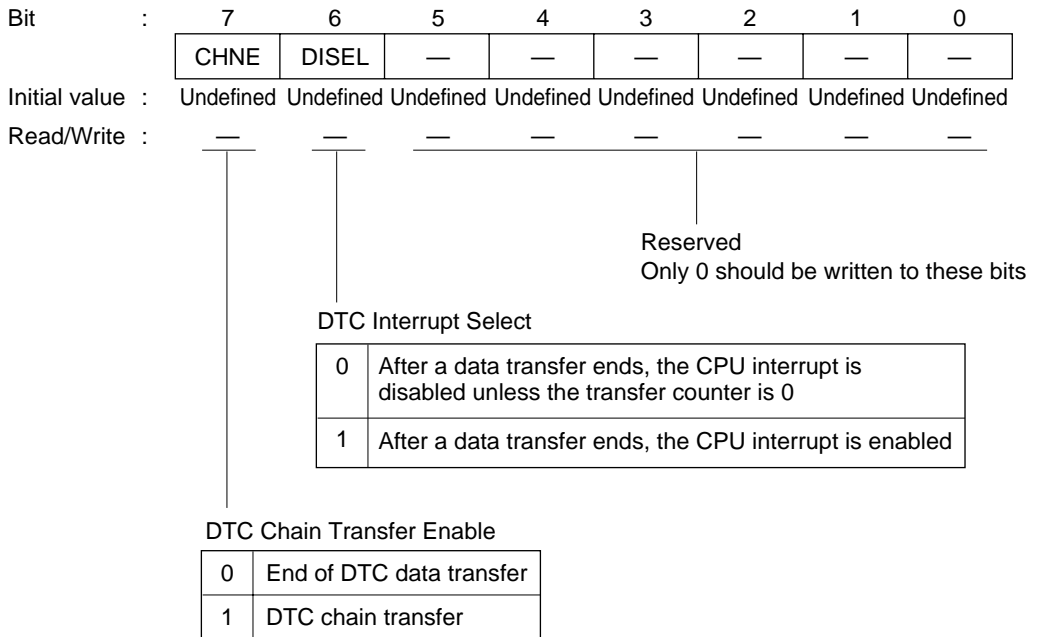 Bit : 7 6 5 4 3 2 1 0
CHNE DISEL — — — — — —
Initial value : Undefined Undefined Undefined Undefined Undefined Undefined Undefined Undefined
Read/Write : — — — — — — — —
Reserved
Only 0 should be written to these bits
DTC Interrupt Select
0 After a data transfer ends, the CPU interrupt is
disabled unless the transfer counter is 0
1 After a data transfer ends, the CPU interrupt is enabled
DTC Chain Transfer Enable
0 End of DTC data transfer
1 DTC chain transfer